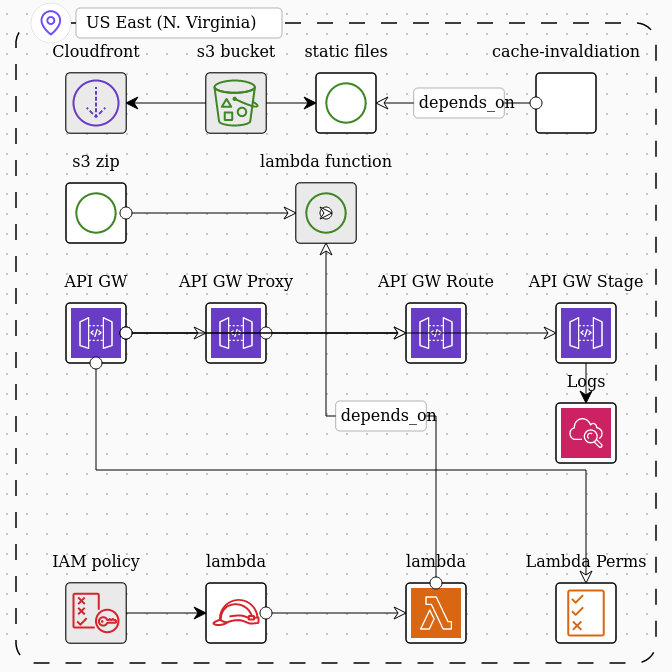 US East (N. Virginia)
Cloudfront
s3 bucket
static files
cache-invaldiation
depends_on
s3 zip
lambda function
API GW
API GW Proxy
API GW Route
API GW Stage
Logs
depends_on
IAM policy
lambda
lambda
Lambda Perms